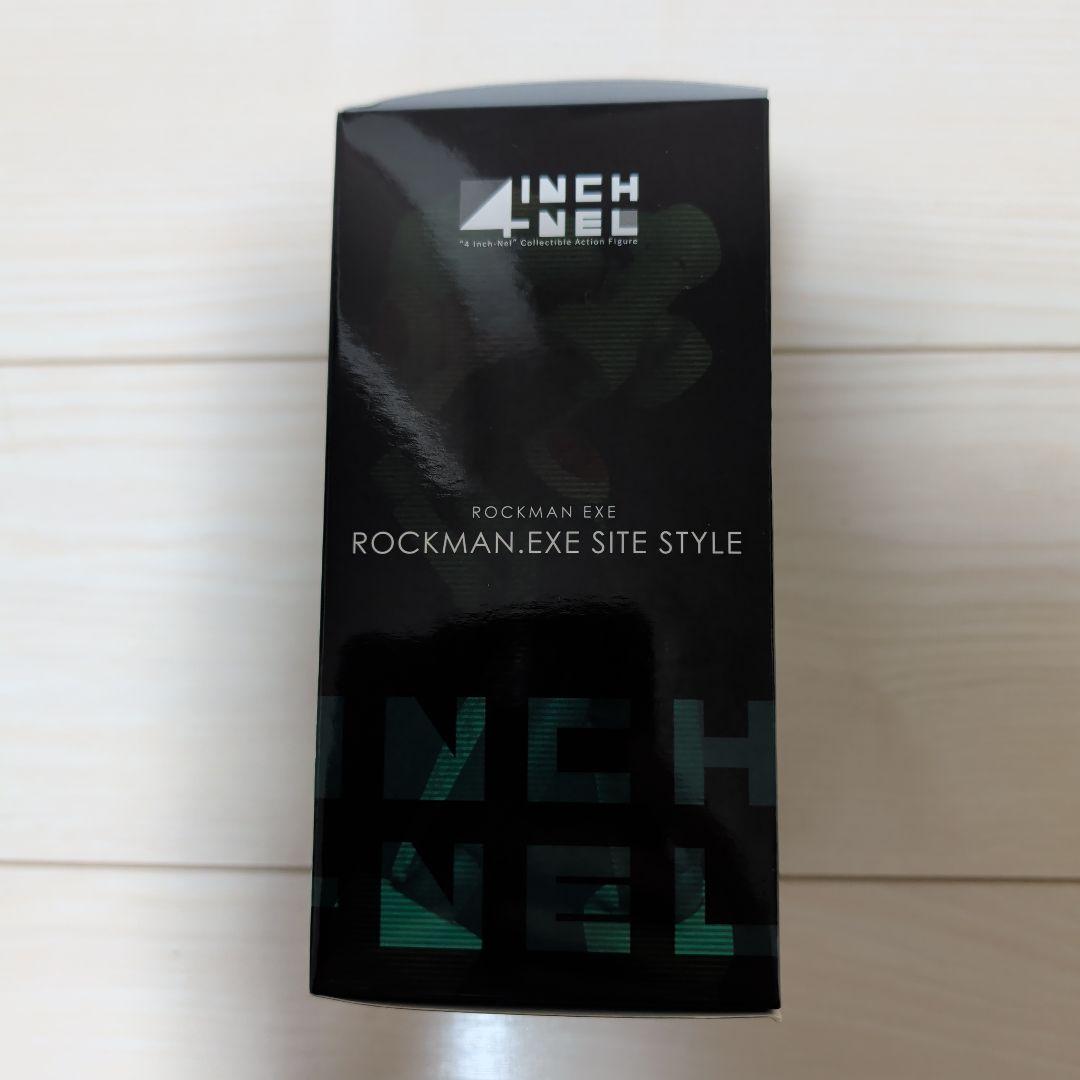 4INCH
-NEL
"4 Inch-Nel" Collectible Action Figure
ROCKMAN EXE
ROCKMAN.EXE SITE STYLE
INCH
-NEL